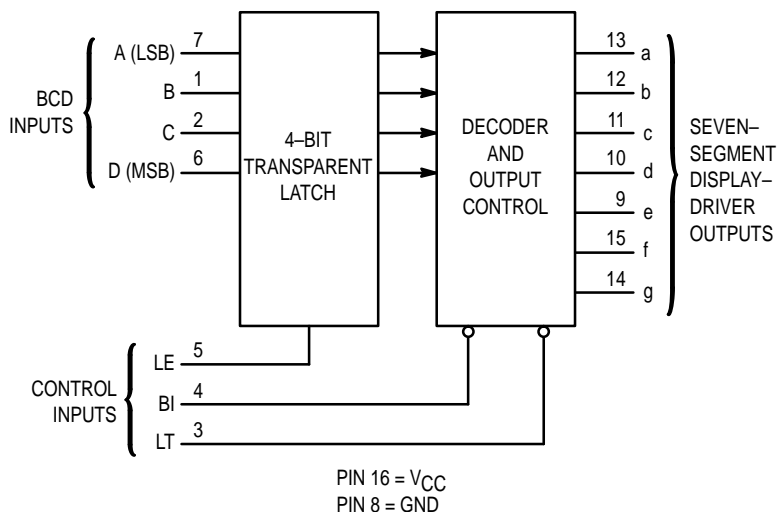 BCD
INPUTS
A (LSB) 7
B 1
C 2
D (MSB) 6
4–BIT
TRANSPARENT
LATCH
DECODER
AND
OUTPUT
CONTROL
13 a
12 b
11 c
10 d
9 e
15 f
14 g
SEVEN–
SEGMENT
DISPLAY–
DRIVER
OUTPUTS
CONTROL
INPUTS
LE 5
BI 4
LT 3
PIN 16 = VCC
PIN 8 = GND